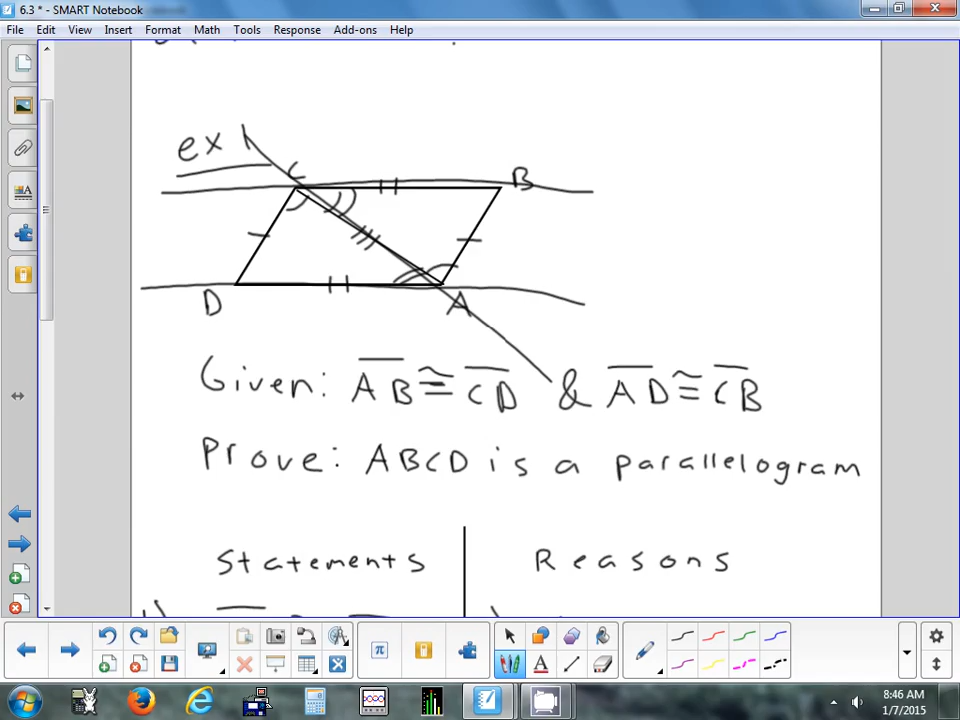 6.3 * - SMART Notebook
File Edit View Insert Format Math Tools Response Add-ons Help
ex 1
C B
D A
Given: AB ≅ CD & AD ≅ CB
Prove: ABCD is a parallelogram
Statements Reasons
8:46 AM
1/7/2015